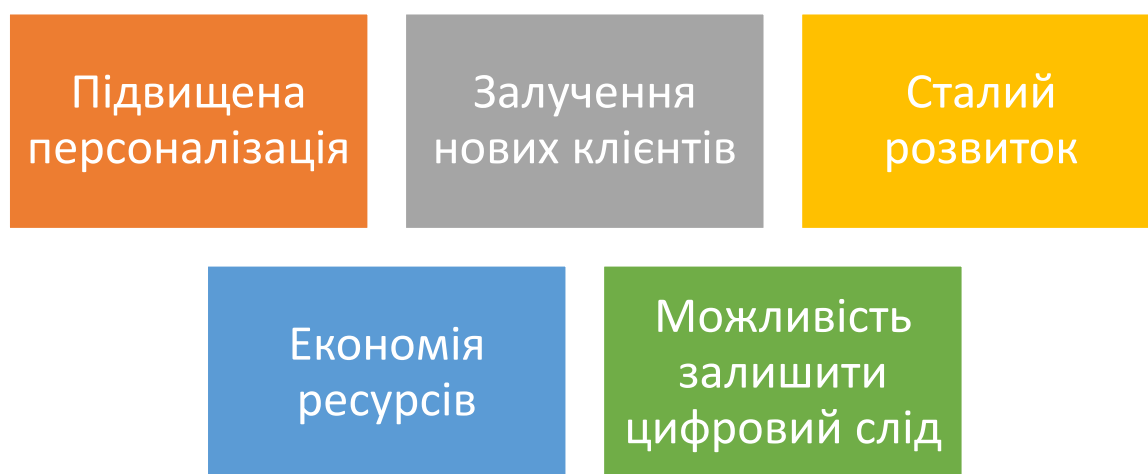 Підвищена
персоналізація
Залучення
нових клієнтів
Сталий
розвиток
Економія
ресурсів
Можливість
залишити
цифровий слід